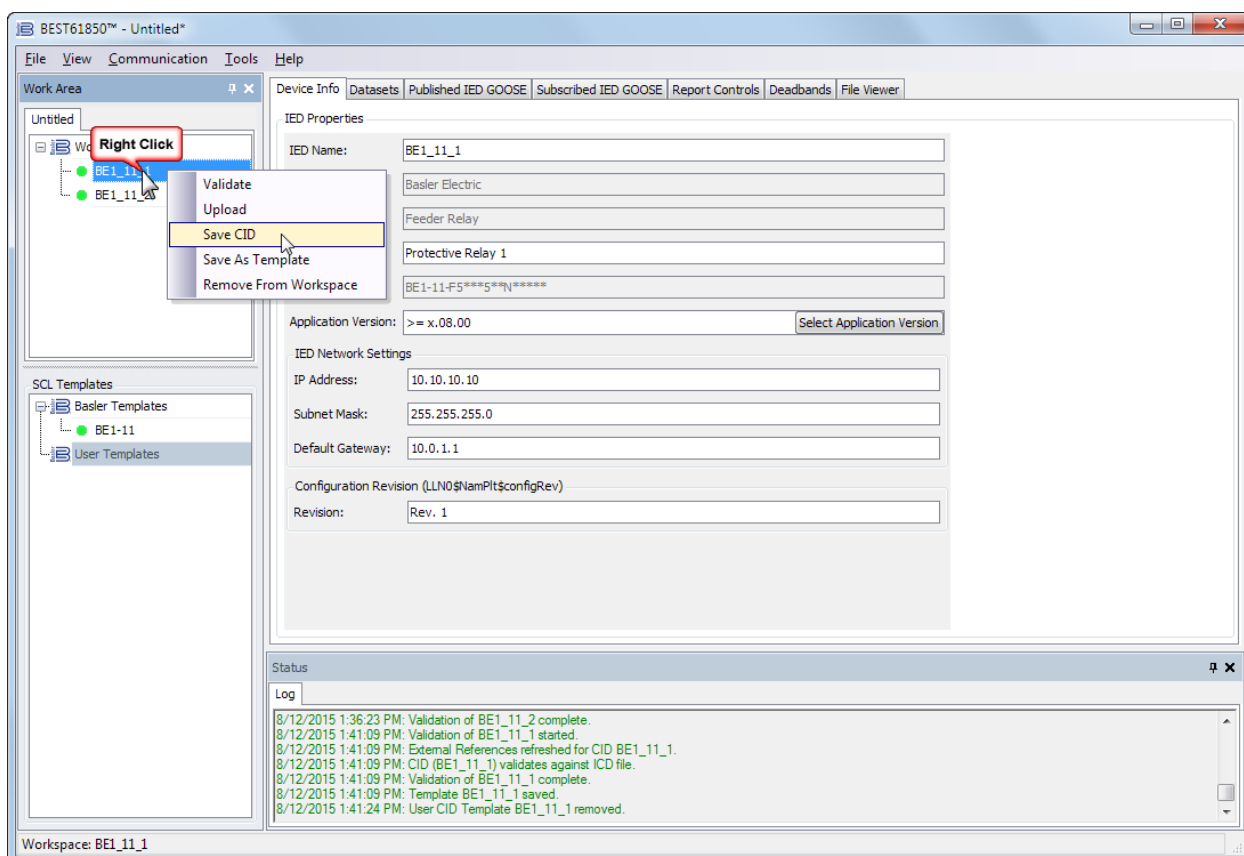 BEST61850™ - Untitled*
File View Communication Tools Help
Work Area
Untitled
Right Click
BE1_11_1
BE1_11_2
Validate
Upload
Save CID
Save As Template
Remove From Workspace
SCL Templates
Basler Templates
BE1-11
User Templates
Device Info Datasets Published IED GOOSE Subscribed IED GOOSE Report Controls Deadbands File Viewer
IED Properties
IED Name: BE1_11_1
Basler Electric
Feeder Relay
Protective Relay 1
BE1-11-F5***5**N*****
Application Version: >= x.08.00 Select Application Version
IED Network Settings
IP Address: 10.10.10.10
Subnet Mask: 255.255.255.0
Default Gateway: 10.0.1.1
Configuration Revision (LLN0$NamPlt$configRev)
Revision: Rev. 1
Status
Log
8/12/2015 1:36:23 PM: Validation of BE1_11_2 complete.
8/12/2015 1:41:09 PM: Validation of BE1_11_1 started.
8/12/2015 1:41:09 PM: External References refreshed for CID BE1_11_1.
8/12/2015 1:41:09 PM: CID (BE1_11_1) validates against ICD file.
8/12/2015 1:41:09 PM: Validation of BE1_11_1 complete.
8/12/2015 1:41:09 PM: Template BE1_11_1 saved.
8/12/2015 1:41:24 PM: User CID Template BE1_11_1 removed.
Workspace: BE1_11_1